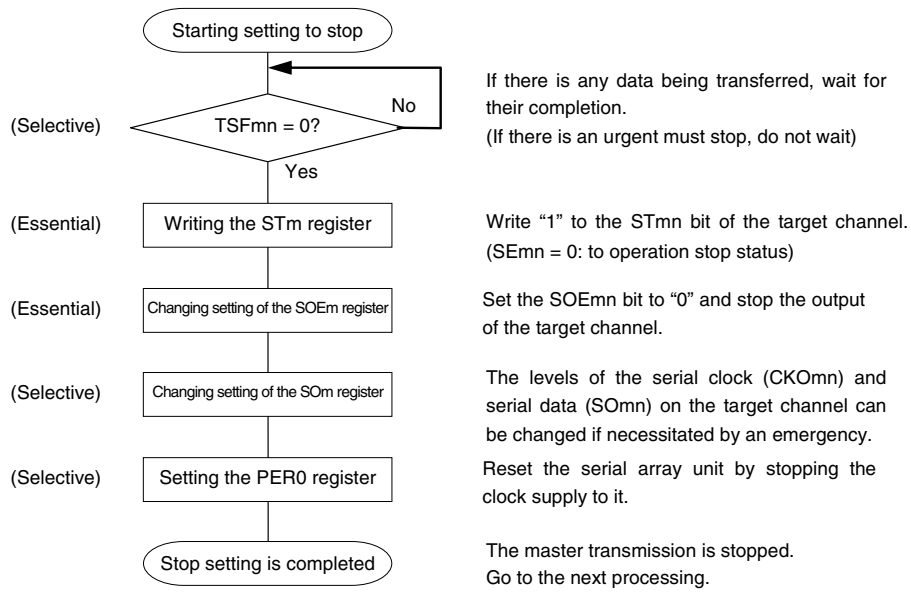 Starting setting to stop
No
If there is any data being transferred, wait for
their completion.
(If there is an urgent must stop, do not wait)
(Selective)
TSFmn = 0?
Yes
(Essential)
Writing the STm register
Write “1” to the STmn bit of the target channel.
(SEmn = 0: to operation stop status)
(Essential)
Changing setting of the SOEm register
Set the SOEmn bit to “0” and stop the output
of the target channel.
(Selective)
Changing setting of the SOm register
The levels of the serial clock (CKOmn) and
serial data (SOmn) on the target channel can
be changed if necessitated by an emergency.
(Selective)
Setting the PER0 register
Reset the serial array unit by stopping the
clock supply to it.
Stop setting is completed
The master transmission is stopped.
Go to the next processing.